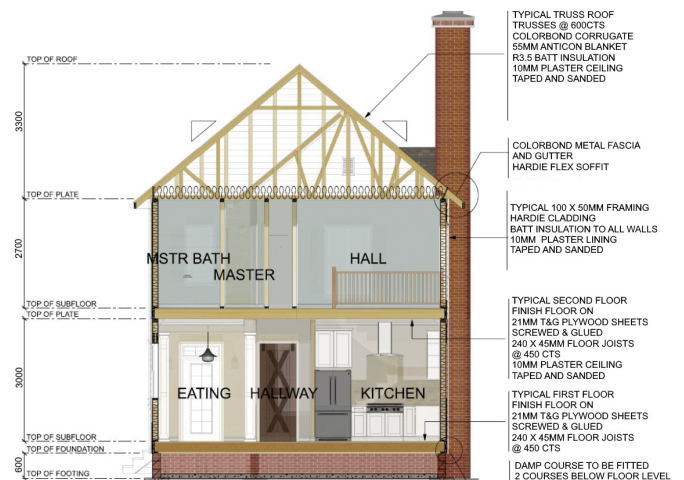 TYPICAL TRUSS ROOF
TRUSSES @ 600CTS
COLORBOND CORRUGATE
55MM ANTICON BLANKET
R3.5 BATT INSULATION
10MM PLASTER CEILING
TAPED AND SANDED
TOP OF ROOF
3300
COLORBOND METAL FASCIA
AND GUTTER
HARDIE FLEX SOFFIT
TOP OF PLATE
TYPICAL 100 X 50MM FRAMING
HARDIE CLADDING
BATT INSULATION TO ALL WALLS
10MM PLASTER LINING
TAPED AND SANDED
2700
MSTR BATH
MASTER
HALL
TOP OF SUBFLOOR
TOP OF PLATE
TYPICAL SECOND FLOOR
FINISH FLOOR ON
21MM T&G PLYWOOD SHEETS
SCREWED & GLUED
240 X 45MM FLOOR JOISTS
@ 450 CTS
10MM PLASTER CEILING
TAPED AND SANDED
3000
EATING
HALLWAY
KITCHEN
TYPICAL FIRST FLOOR
FINISH FLOOR ON
21MM T&G PLYWOOD SHEETS
SCREWED & GLUED
240 X 45MM FLOOR JOISTS
@ 450 CTS
TOP OF SUBFLOOR
TOP OF FOUNDATION
600
TOP OF FOOTING
DAMP COURSE TO BE FITTED
2 COURSES BELOW FLOOR LEVEL